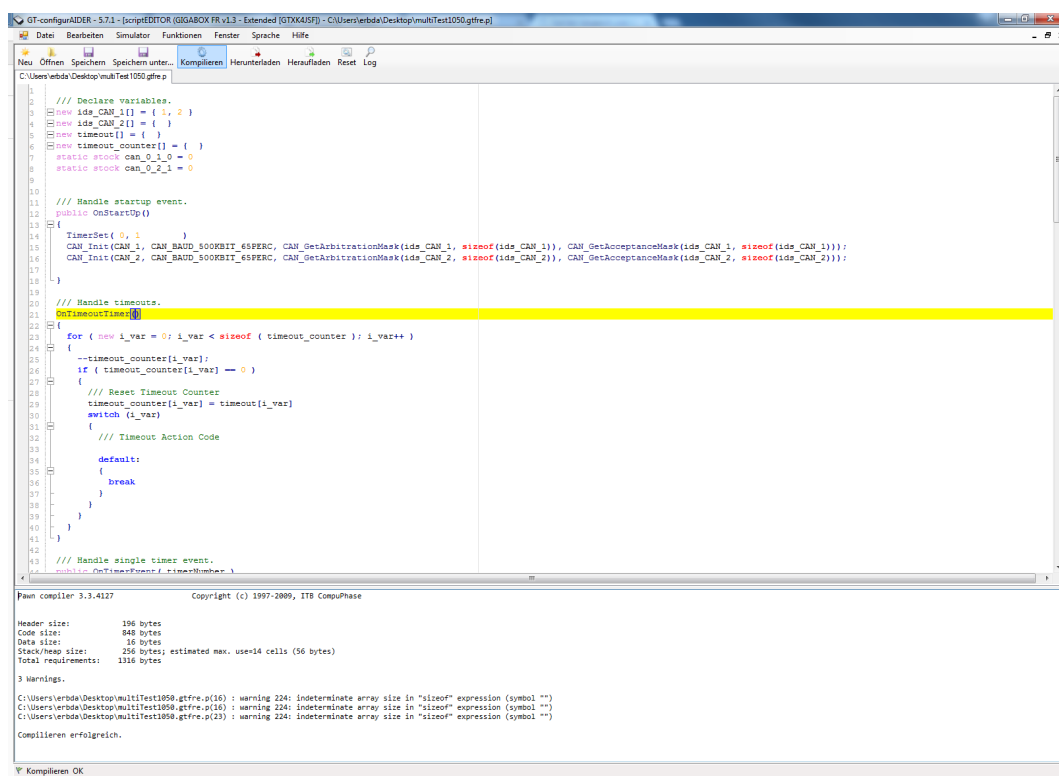 GT-configurAIDER - 5.7.1 - [scriptEDITOR (GIGABOX FR v1.3 - Extended [GTXX4JSF]) - C:\Users\erbda\Desktop\multiTest1050.gtfre.p]
Datei Bearbeiten Simulator Funktionen Fenster Sprache Hilfe
Neu Öffnen Speichern Speichern unter... Kompilieren Herunterladen Heraufladen Reset Log
C:\Users\erbda\Desktop\multiTest1050.gtfre.p
1
2 /// Declare variables.
3 new ids_CAN_1[] = { 1, 2 }
4 new ids_CAN_2[] = { }
5 new timeout[] = { }
6 new timeout_counter[] = { }
7 static stock can_0_1_0 = 0
8 static stock can_0_2_1 = 0
9
10
11 /// Handle startup event.
12 public OnStartUp()
13 {
14 TimerSet( 0, 1 )
15 CAN_Init(CAN_1, CAN_BAUD_500KBIT_65PERC, CAN_GetArbitrationMask(ids_CAN_1, sizeof(ids_CAN_1)), CAN_GetAcceptanceMask(ids_CAN_1, sizeof(ids_CAN_1)));
16 CAN_Init(CAN_2, CAN_BAUD_500KBIT_65PERC, CAN_GetArbitrationMask(ids_CAN_2, sizeof(ids_CAN_2)), CAN_GetAcceptanceMask(ids_CAN_2, sizeof(ids_CAN_2)));
17
18 }
19
20 /// Handle timeouts.
21 OnTimeoutTimer()
22 {
23 for ( new i_var = 0; i_var < sizeof ( timeout_counter ); i_var++ )
24 {
25 --timeout_counter[i_var];
26 if ( timeout_counter[i_var] == 0 )
27 {
28 /// Reset Timeout Counter
29 timeout_counter[i_var] = timeout[i_var]
30 switch (i_var)
31 {
32 /// Timeout Action Code
33
34 default:
35 {
36 break
37 }
38 }
39 }
40 }
41 }
42
43 /// Handle single timer event.
44 public OnTimerEvent( timerNumber )
Pawn compiler 3.3.4127 Copyright (c) 1997-2009, ITB CompuPhase
Header size: 196 bytes
Code size: 848 bytes
Data size: 16 bytes
Stack/heap size: 256 bytes; estimated max. use=14 cells (56 bytes)
Total requirements: 1316 bytes
3 Warnings.
C:\Users\erbda\Desktop\multiTest1050.gtfre.p(16) : warning 224: indeterminate array size in "sizeof" expression (symbol "")
C:\Users\erbda\Desktop\multiTest1050.gtfre.p(16) : warning 224: indeterminate array size in "sizeof" expression (symbol "")
C:\Users\erbda\Desktop\multiTest1050.gtfre.p(23) : warning 224: indeterminate array size in "sizeof" expression (symbol "")
Compilieren erfolgreich.
Kompilieren OK